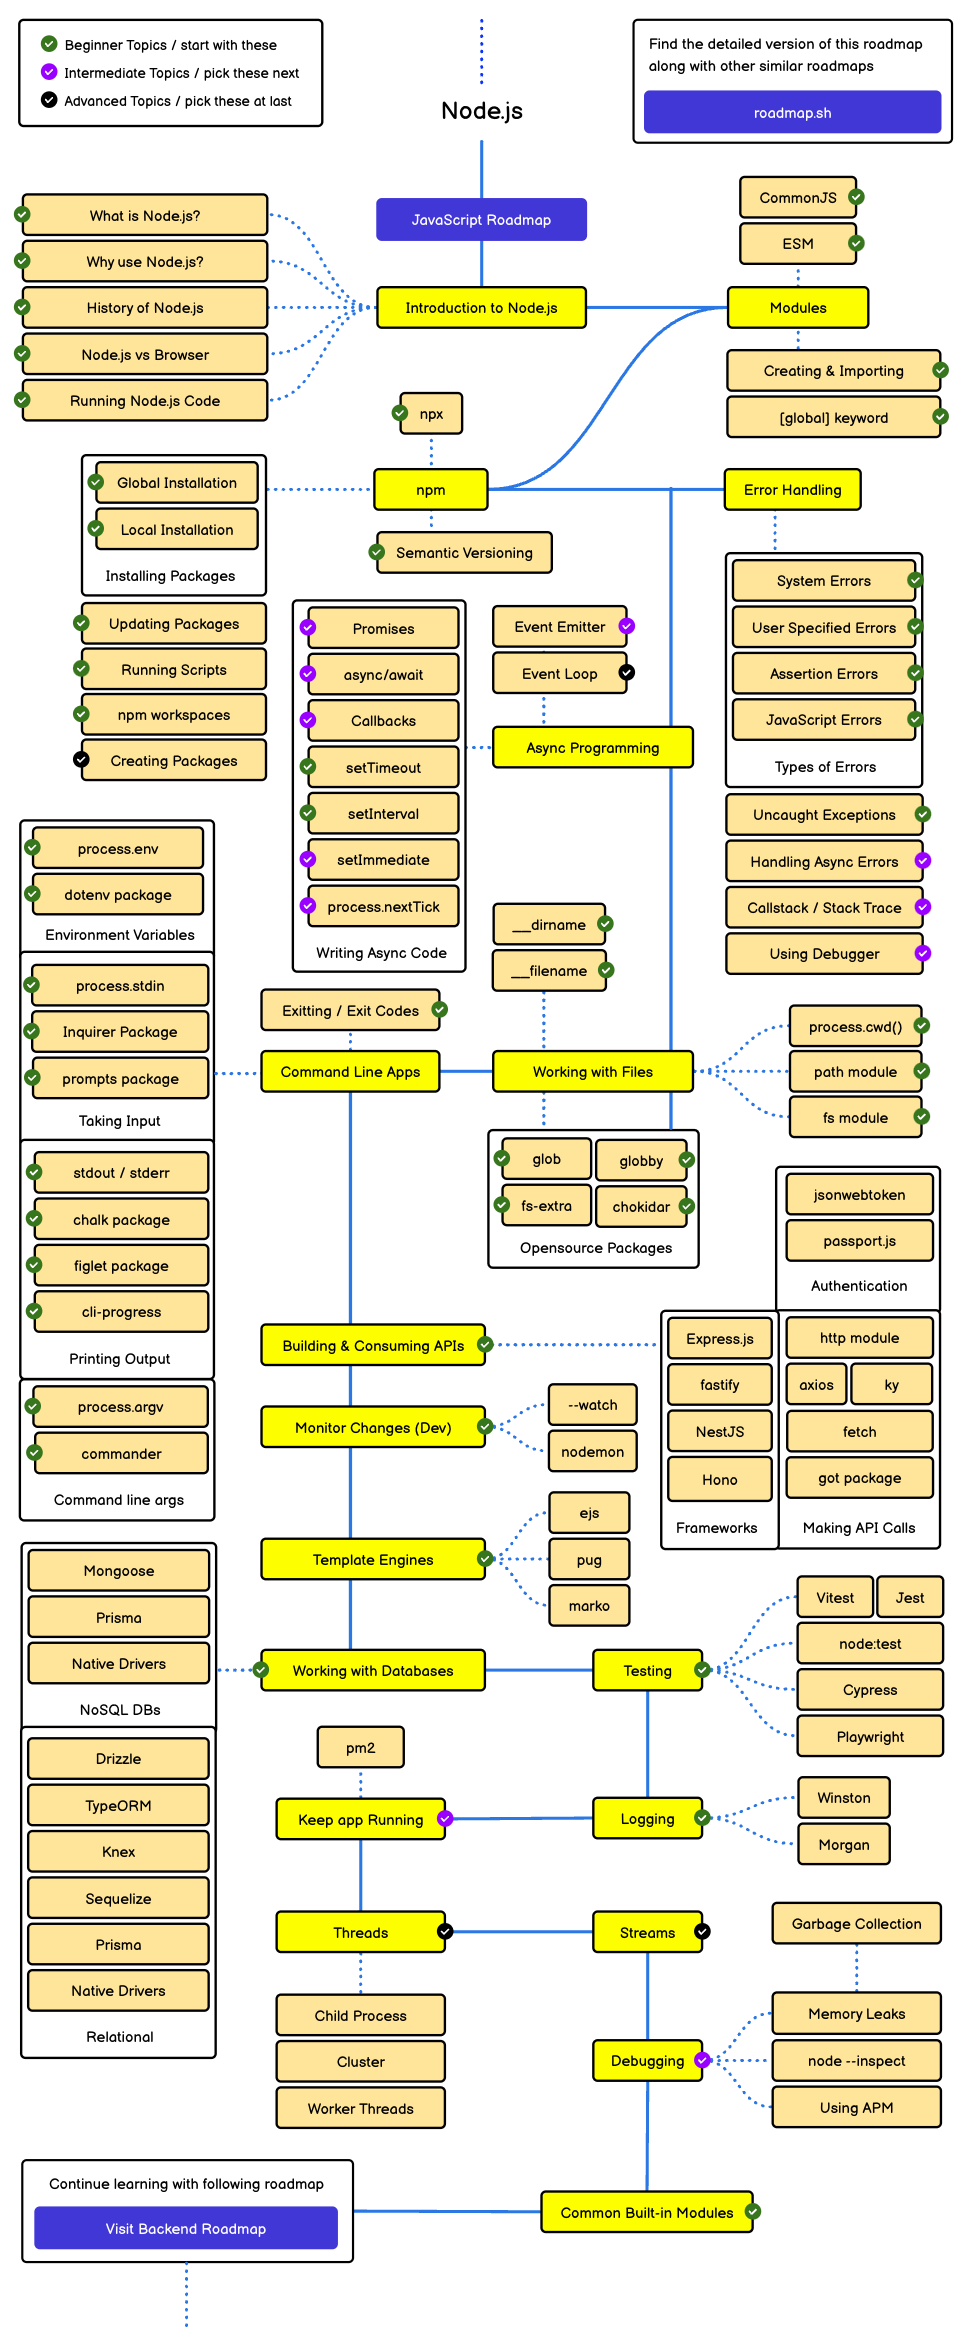 Beginner Topics / start with these
Intermediate Topics / pick these next
Advanced Topics / pick these at last
Node.js
Find the detailed version of this roadmap
along with other similar roadmaps
roadmap.sh
JavaScript Roadmap
What is Node.js?
Why use Node.js?
History of Node.js
Node.js vs Browser
Running Node.js Code
Introduction to Node.js
CommonJS
ESM
Modules
Creating & Importing
[global] keyword
npx
npm
Semantic Versioning
Global Installation
Local Installation
Installing Packages
Updating Packages
Running Scripts
npm workspaces
Creating Packages
Error Handling
System Errors
User Specified Errors
Assertion Errors
JavaScript Errors
Types of Errors
Uncaught Exceptions
Handling Async Errors
Callstack / Stack Trace
Using Debugger
Event Emitter
Event Loop
Async Programming
Promises
async/await
Callbacks
setTimeout
setInterval
setImmediate
process.nextTick
Writing Async Code
__dirname
__filename
Working with Files
process.cwd()
path module
fs module
glob
globby
fs-extra
chokidar
Opensource Packages
Exitting / Exit Codes
Command Line Apps
process.env
dotenv package
Environment Variables
process.stdin
Inquirer Package
prompts package
Taking Input
stdout / stderr
chalk package
figlet package
cli-progress
Printing Output
process.argv
commander
Command line args
Building & Consuming APIs
jsonwebtoken
passport.js
Authentication
Express.js
fastify
NestJS
Hono
Frameworks
http module
axios
ky
fetch
got package
Making API Calls
Monitor Changes (Dev)
--watch
nodemon
Template Engines
ejs
pug
marko
Working with Databases
Mongoose
Prisma
Native Drivers
NoSQL DBs
Drizzle
TypeORM
Knex
Sequelize
Prisma
Native Drivers
Relational
Testing
Vitest
Jest
node:test
Cypress
Playwright
Logging
Winston
Morgan
pm2
Keep app Running
Threads
Child Process
Cluster
Worker Threads
Streams
Debugging
Garbage Collection
Memory Leaks
node --inspect
Using APM
Common Built-in Modules
Continue learning with following roadmap
Visit Backend Roadmap